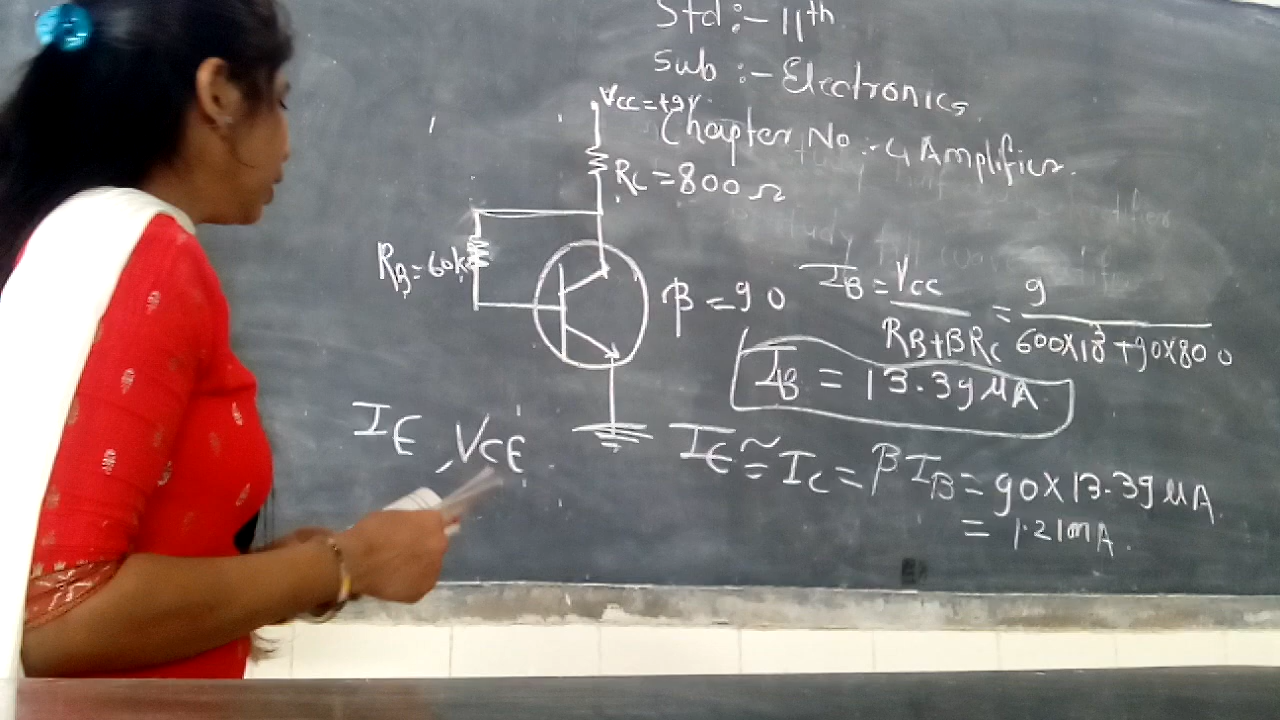 Std :- 11th
Sub :- Electronics
Chapter No :- 4 Amplifier.
VCC = +9V
RC = 800 Ω
RB = 60k
β = 90
IB = VCC / RB + βRC = 9 / 600 × 10³ + 90 × 800
IB = 13.39 μA
IE, VCE
IE ≅ IC = β IB = 90 × 13.39 μA
= 1.21 mA.